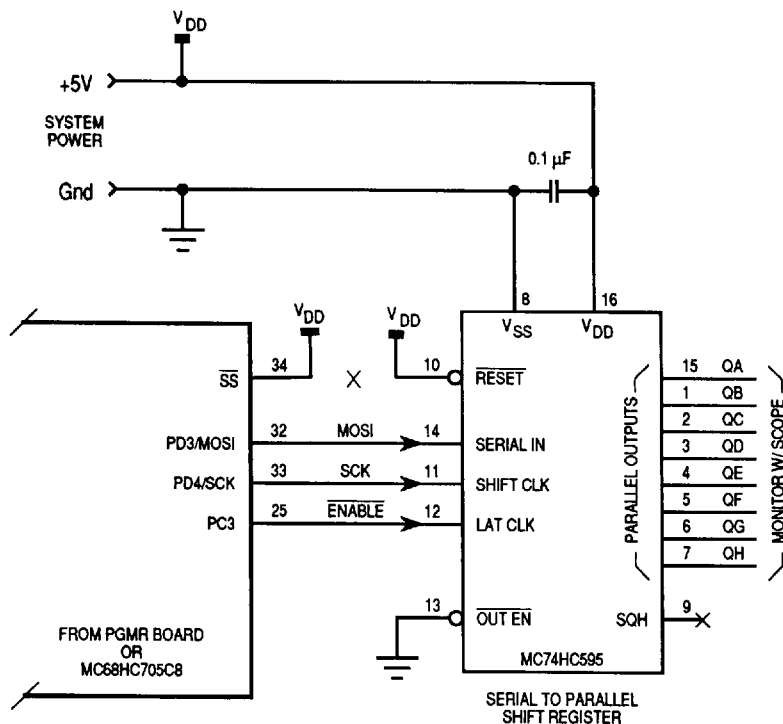 VDD
+5V
SYSTEM
POWER
0.1 µF
Gnd
8
16
VSS
VDD
VDD
VDD
SS
34
10
RESET
15
QA
1
QB
2
QC
3
QD
4
QE
5
QF
6
QG
7
QH
PARALLEL OUTPUTS
MONITOR W/ SCOPE
PD3/MOSI
32
MOSI
14
SERIAL IN
PD4/SCK
33
SCK
11
SHIFT CLK
PC3
25
ENABLE
12
LAT CLK
13
OUT EN
SQH
9
FROM PGMR BOARD
OR
MC68HC705C8
MC74HC595
SERIAL TO PARALLEL
SHIFT REGISTER